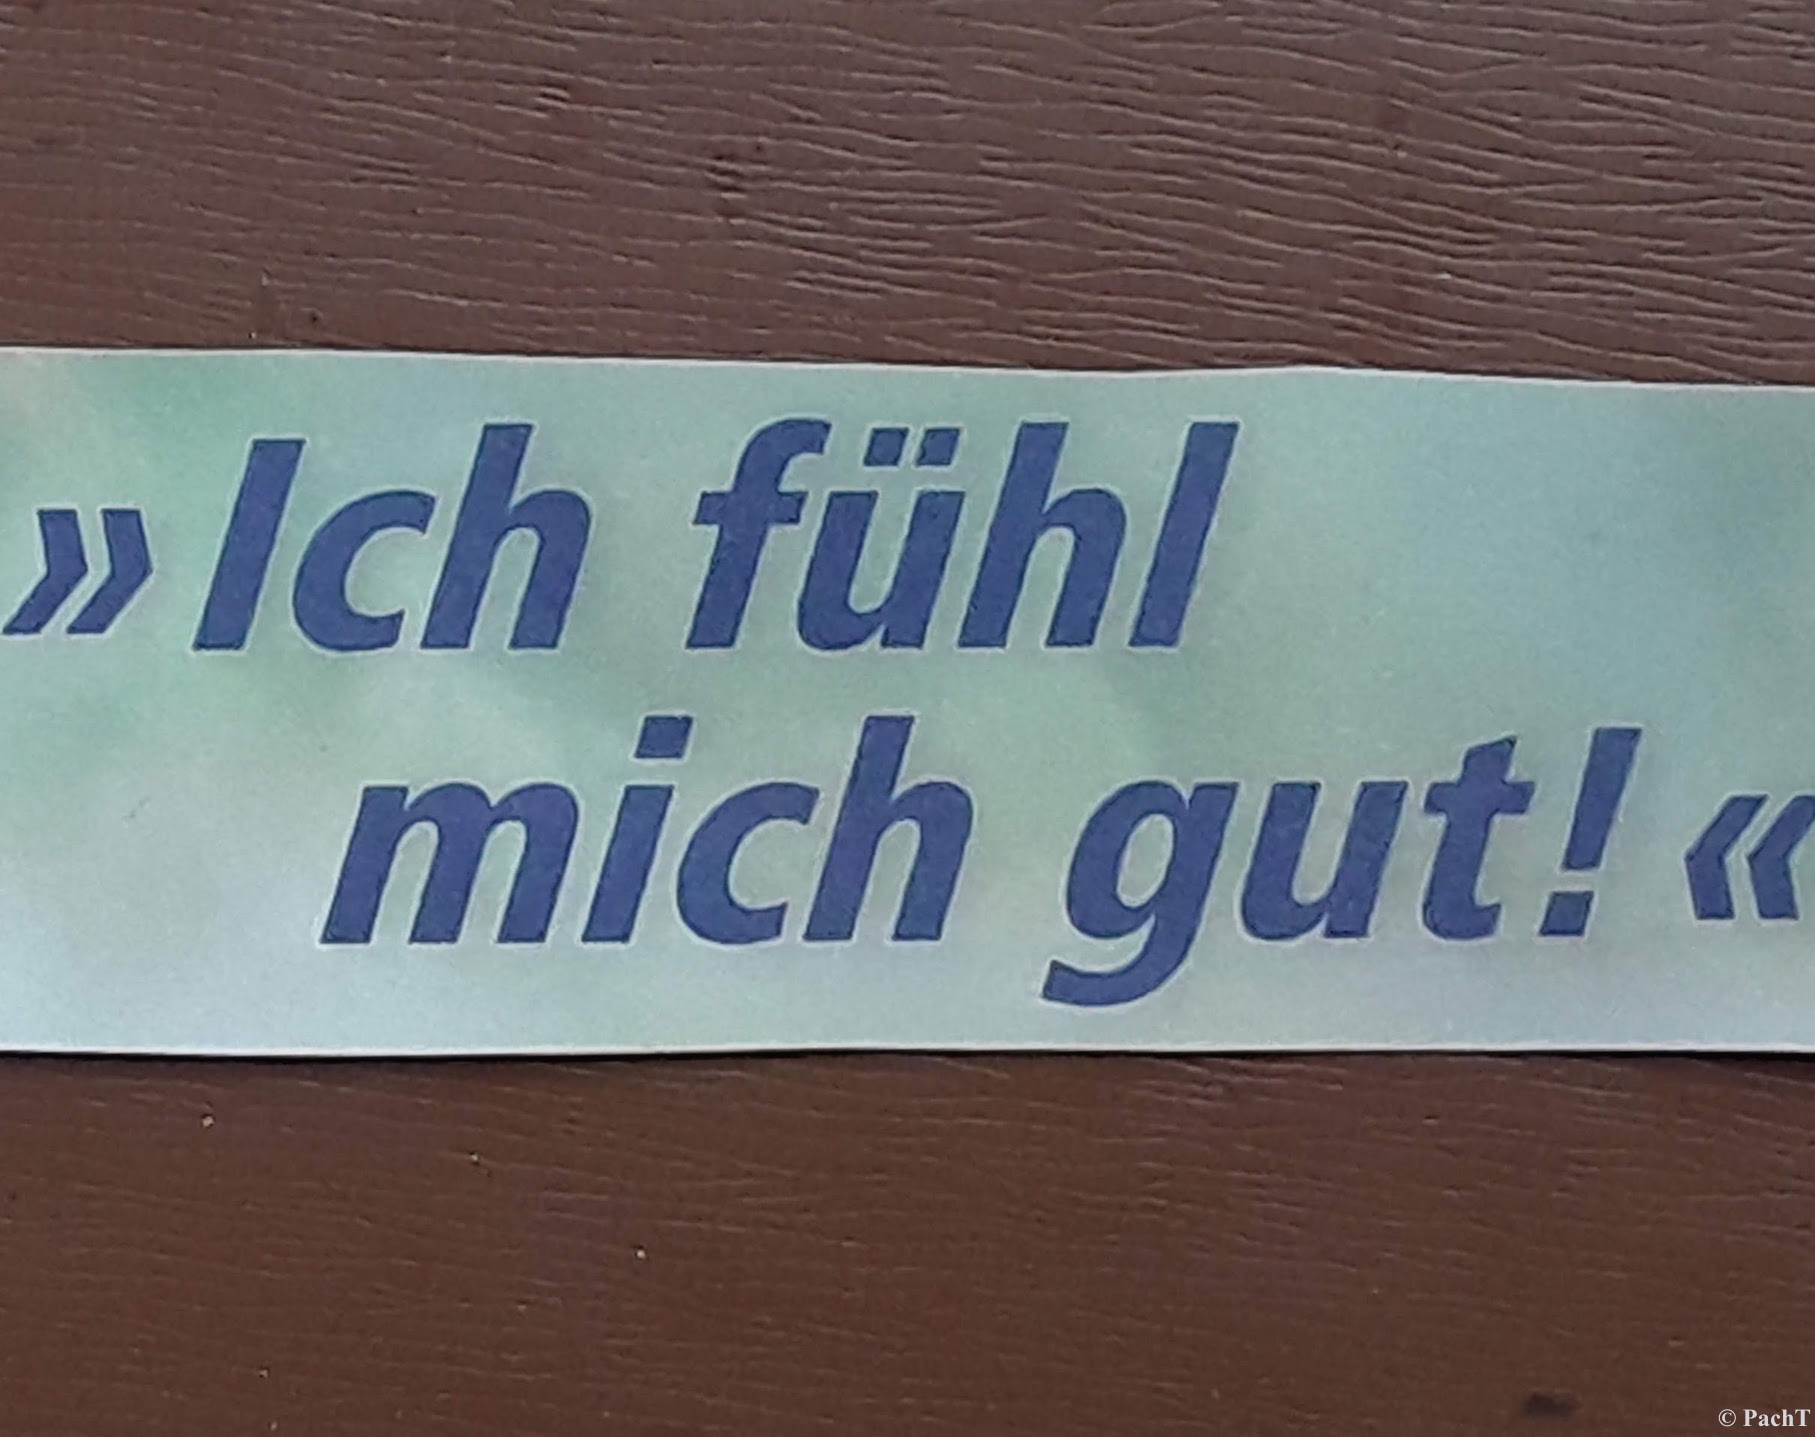 »Ich fühl
mich gut!«
© PachT